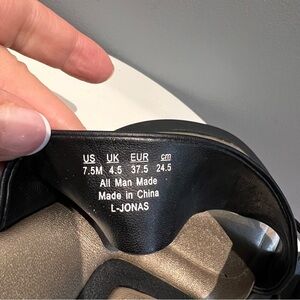 US UK EUR cm
7.5M 4.5 37.5 24.5
All Man Made
Made in China
L-JONAS